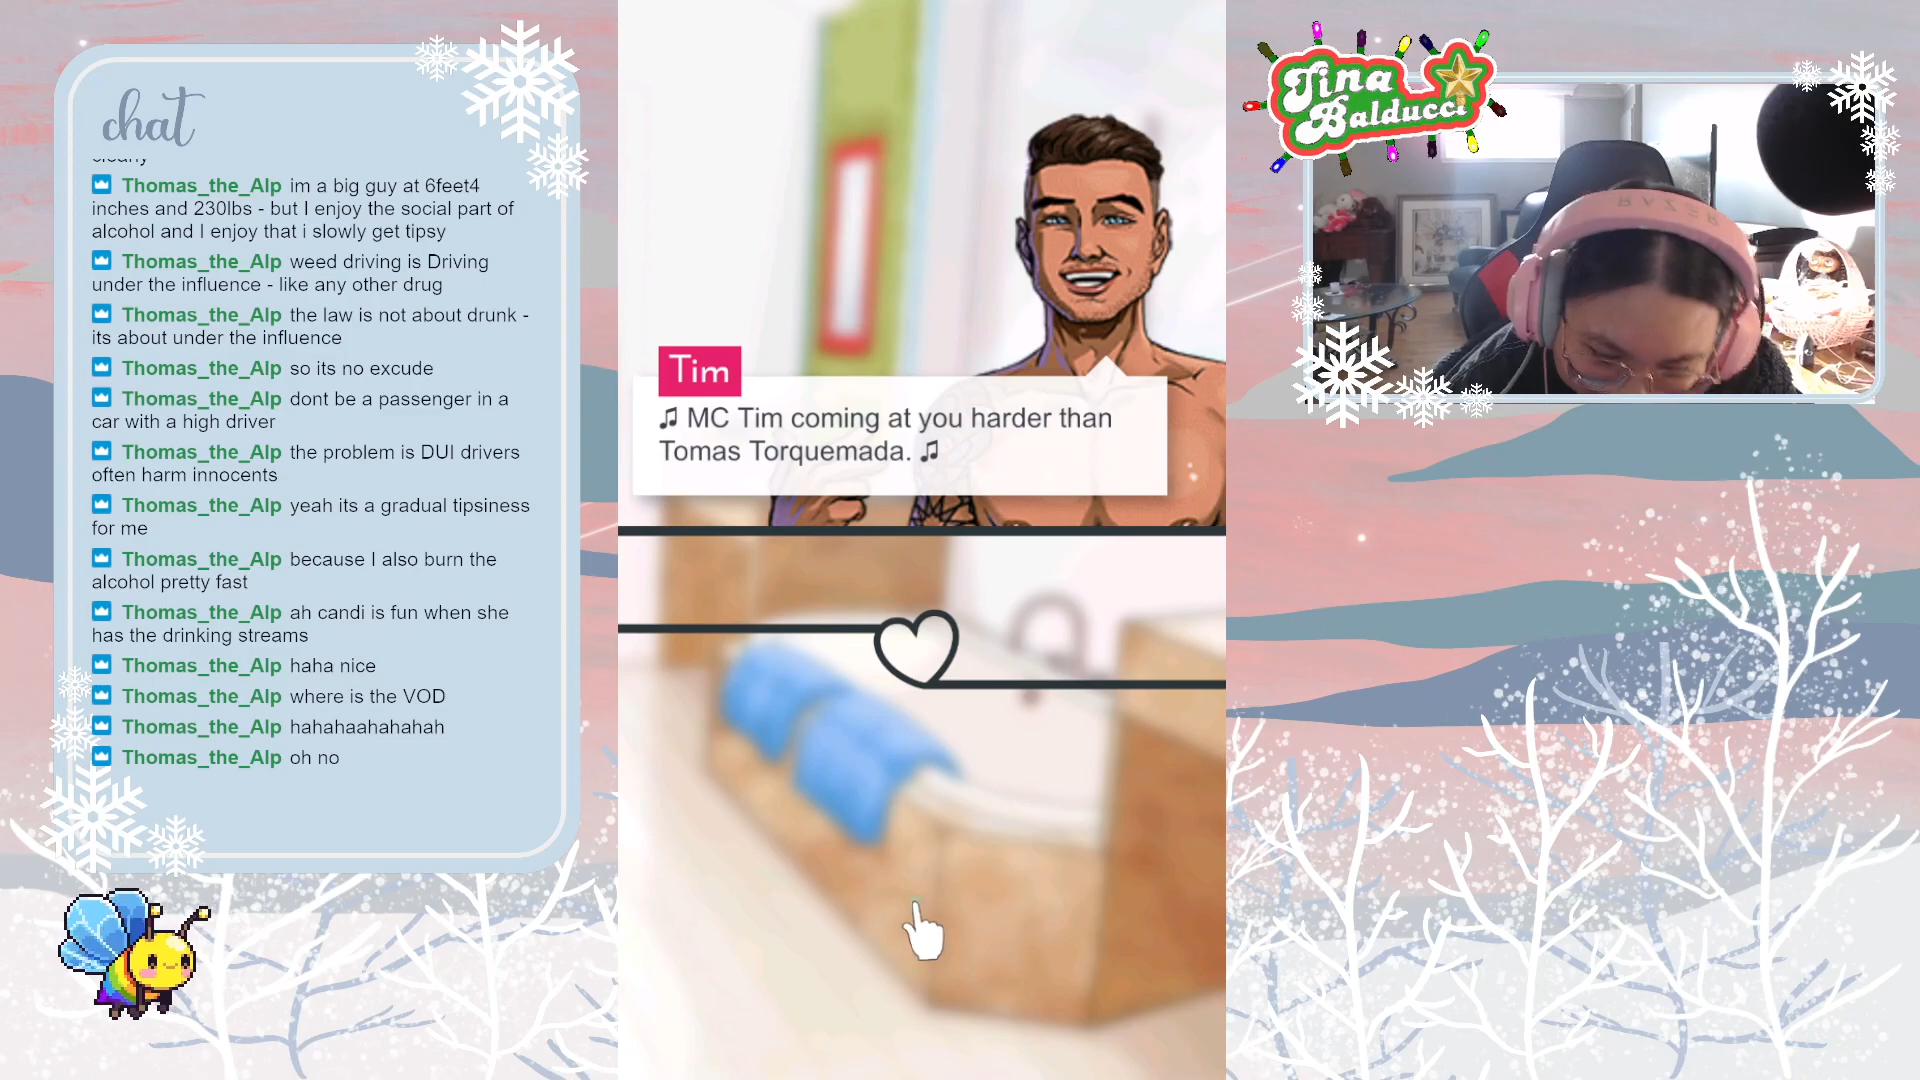 chat
Thomas_the_Alp im a big guy at 6feet4
inches and 230lbs - but I enjoy the social part of
alcohol and I enjoy that i slowly get tipsy
Thomas_the_Alp weed driving is Driving
under the influence - like any other drug
Thomas_the_Alp the law is not about drunk -
its about under the influence
Thomas_the_Alp so its no excude
Thomas_the_Alp dont be a passenger in a
car with a high driver
Thomas_the_Alp the problem is DUI drivers
often harm innocents
Thomas_the_Alp yeah its a gradual tipsiness
for me
Thomas_the_Alp because I also burn the
alcohol pretty fast
Thomas_the_Alp ah candi is fun when she
has the drinking streams
Thomas_the_Alp haha nice
Thomas_the_Alp where is the VOD
Thomas_the_Alp hahahaahahahah
Thomas_the_Alp oh no
Tim
♫ MC Tim coming at you harder than
Tomas Torquemada. ♫
Tina
Balducci
RAZER